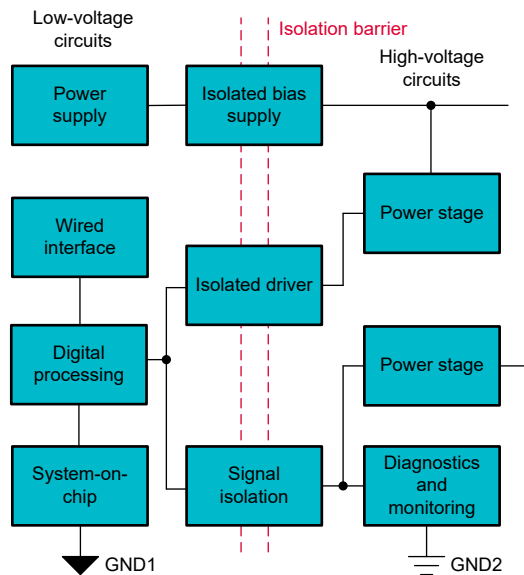 Low-voltage
circuits
Isolation barrier
High-voltage
circuits
Power
supply
Isolated bias
supply
Wired
interface
Power stage
Isolated driver
Digital
processing
Power stage
System-on-
chip
Signal
isolation
Diagnostics
and
monitoring
GND1
GND2